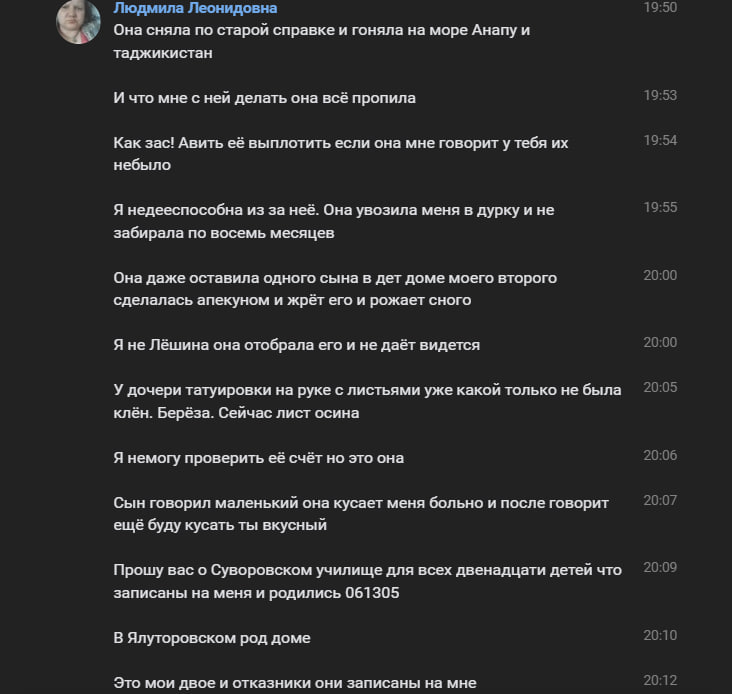 Людмила Леонидовна 19:50
Она сняла по старой справке и гоняла на море Анапу и
таджикистан
И что мне с ней делать она всё пропила 19:53
Как зас! Авить её выплотить если она мне говорит у тебя их 19:54
небыло
Я недееспособна из за неё. Она увозила меня в дурку и не 19:55
забирала по восемь месяцев
Она даже оставила одного сына в дет доме моего второго 20:00
сделалась апекуном и жрёт его и рожает сного
Я не Лёшина она отобрала его и не даёт видется 20:00
У дочери татуировки на руке с листьями уже какой только не была 20:05
клён. Берёза. Сейчас лист осина
Я немогу проверить её счёт но это она 20:06
Сын говорил маленький она кусает меня больно и после говорит 20:07
ещё буду кусать ты вкусный
Прошу вас о Суворовском училище для всех двенадцати детей что 20:09
записаны на меня и родились 061305
В Ялуторовском род доме 20:10
Это мои двое и отказники они записаны на мне 20:12